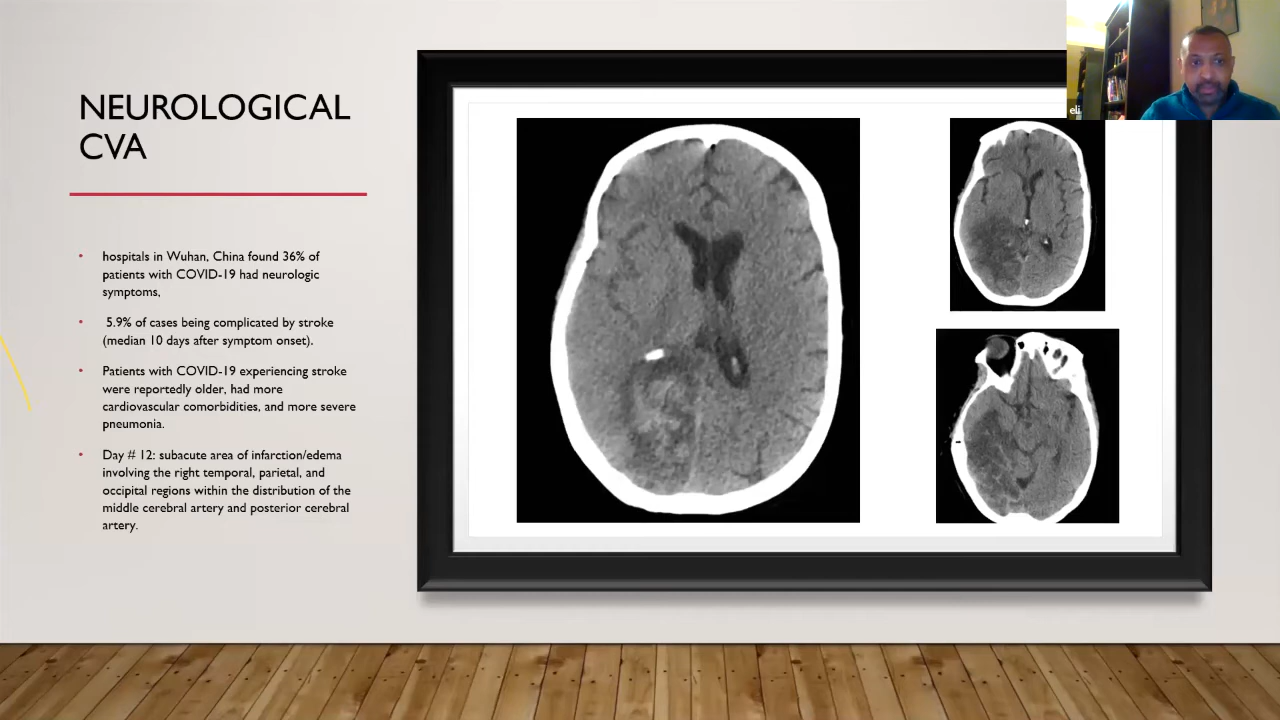 NEUROLOGICAL
CVA
• hospitals in Wuhan, China found 36% of
patients with COVID-19 had neurologic
symptoms,
• 5.9% of cases being complicated by stroke
(median 10 days after symptom onset).
• Patients with COVID-19 experiencing stroke
were reportedly older, had more
cardiovascular comorbidities, and more severe
pneumonia.
• Day # 12: subacute area of infarction/edema
involving the right temporal, parietal, and
occipital regions within the distribution of the
middle cerebral artery and posterior cerebral
artery.
eli